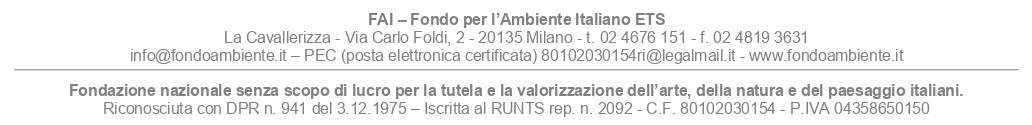 FAI – Fondo per l’Ambiente Italiano ETS
La Cavallerizza - Via Carlo Foldi, 2 - 20135 Milano - t. 02 4676 151 - f. 02 4819 3631
info@fondoambiente.it – PEC (posta elettronica certificata) 80102030154ri@legalmail.it - www.fondoambiente.it
Fondazione nazionale senza scopo di lucro per la tutela e la valorizzazione dell’arte, della natura e del paesaggio italiani.
Riconosciuta con DPR n. 941 del 3.12.1975 – Iscritta al RUNTS rep. n. 2092 - C.F. 80102030154 - P.IVA 04358650150